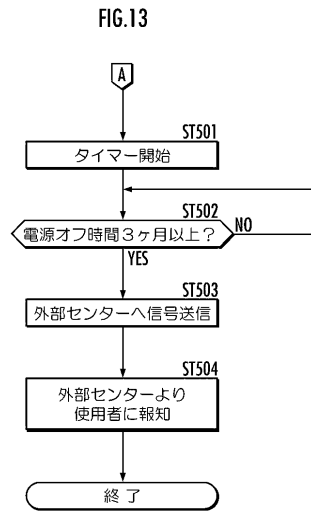 FIG.13
A
ST501
タイマー開始
ST502
電源オフ時間3ヶ月以上?
NO
YES
ST503
外部センターへ信号送信
ST504
外部センターより
使用者に報知
終了